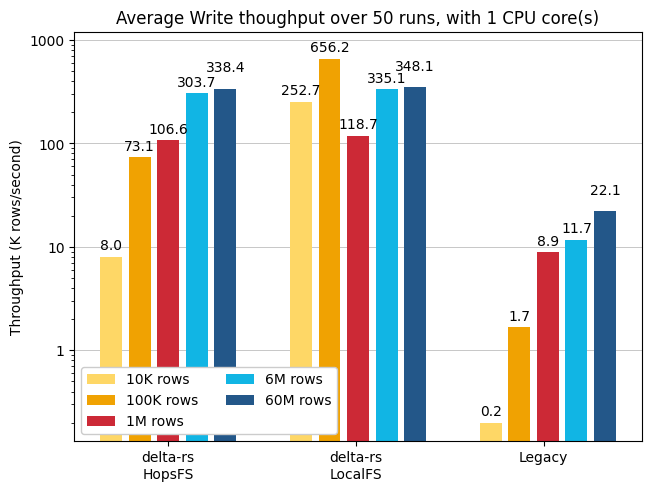 Average Write thoughput over 50 runs, with 1 CPU core(s)
Throughput (K rows/second)
1000
100
10
1
8.0
73.1
106.6
303.7
338.4
252.7
656.2
118.7
335.1
348.1
0.2
1.7
8.9
11.7
22.1
10K rows
100K rows
1M rows
6M rows
60M rows
delta-rs
HopsFS
delta-rs
LocalFS
Legacy